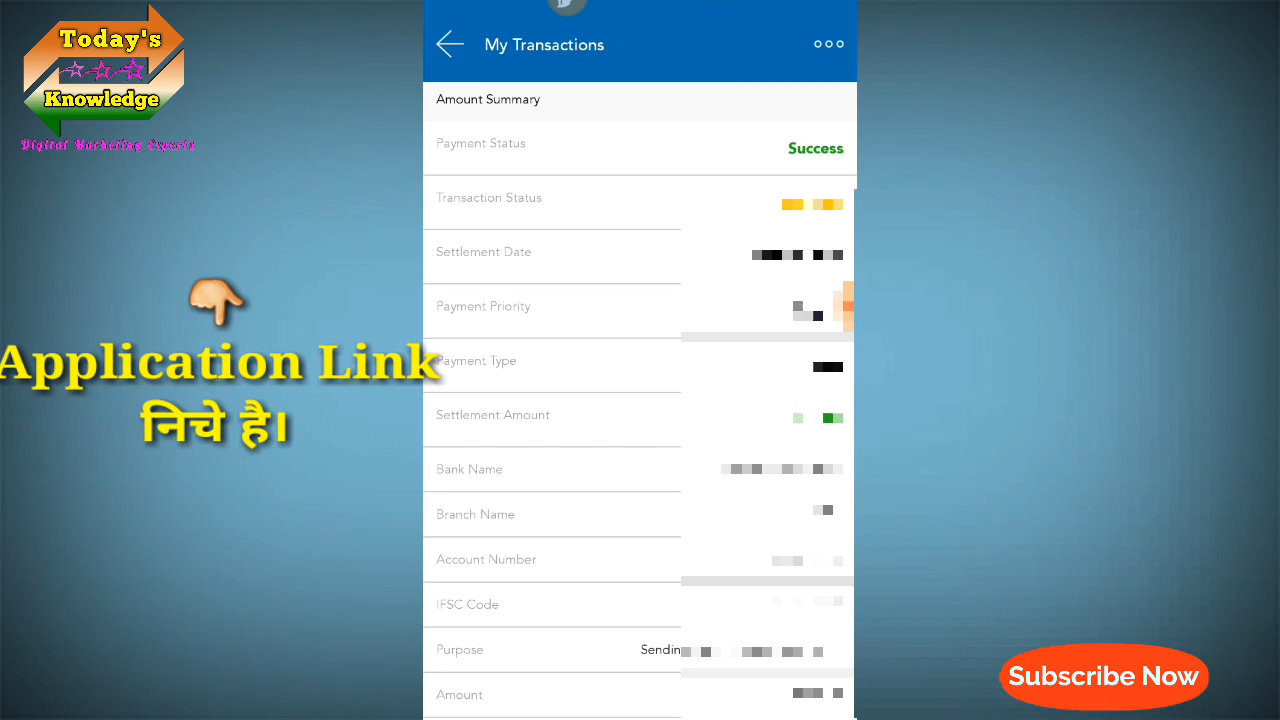 Today's
Knowledge
Digital Marketing Experts
My Transactions
Amount Summary
Payment Status
Success
Transaction Status
Settlement Date
Payment Priority
Payment Type
Settlement Amount
Bank Name
Branch Name
Account Number
IFSC Code
Purpose
Sendin
Amount
Application Link
निचे है।
Subscribe Now